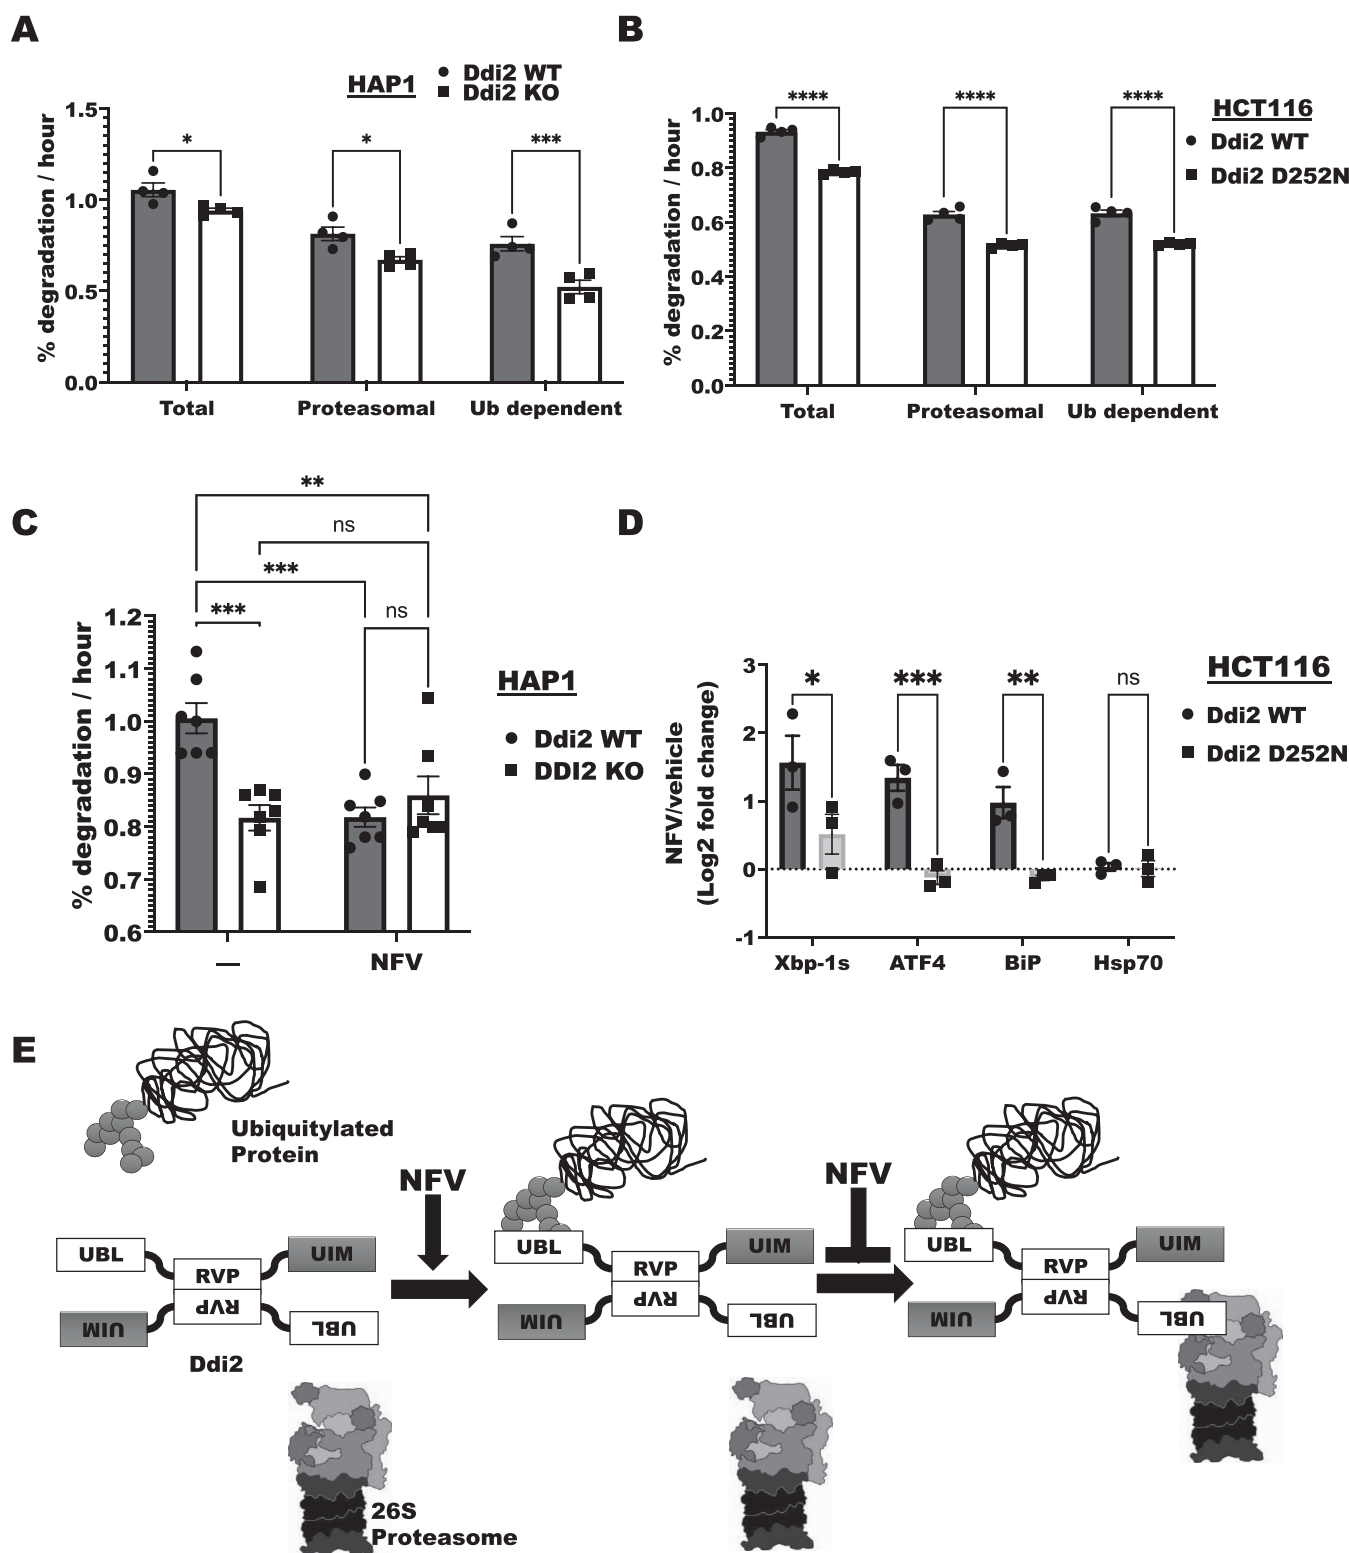 A
HAP1
Ddi2 WT
Ddi2 KO
% degradation / hour
1.5
1.0
0.5
0.0
*
*
***
Total
Proteasomal
Ub dependent
B
HCT116
Ddi2 WT
Ddi2 D252N
% degradation / hour
1.0
0.8
0.6
0.4
0.2
0.0
****
****
****
Total
Proteasomal
Ub dependent
C
**
ns
***
***
ns
% degradation / hour
1.2
1.1
1.0
0.9
0.8
0.7
0.6
—
NFV
HAP1
Ddi2 WT
DDI2 KO
D
HCT116
Ddi2 WT
Ddi2 D252N
NFV/vehicle
(Log2 fold change)
3
2
1
0
-1
*
***
**
ns
Xbp-1s
ATF4
BiP
Hsp70
E
Ubiquitylated
Protein
NFV
NFV
UBL
RVP
UIM
UIM
RVP
UBL
Ddi2
UBL
RVP
UIM
UIM
RVP
UBL
UBL
RVP
UIM
UIM
RVP
UBL
26S
Proteasome